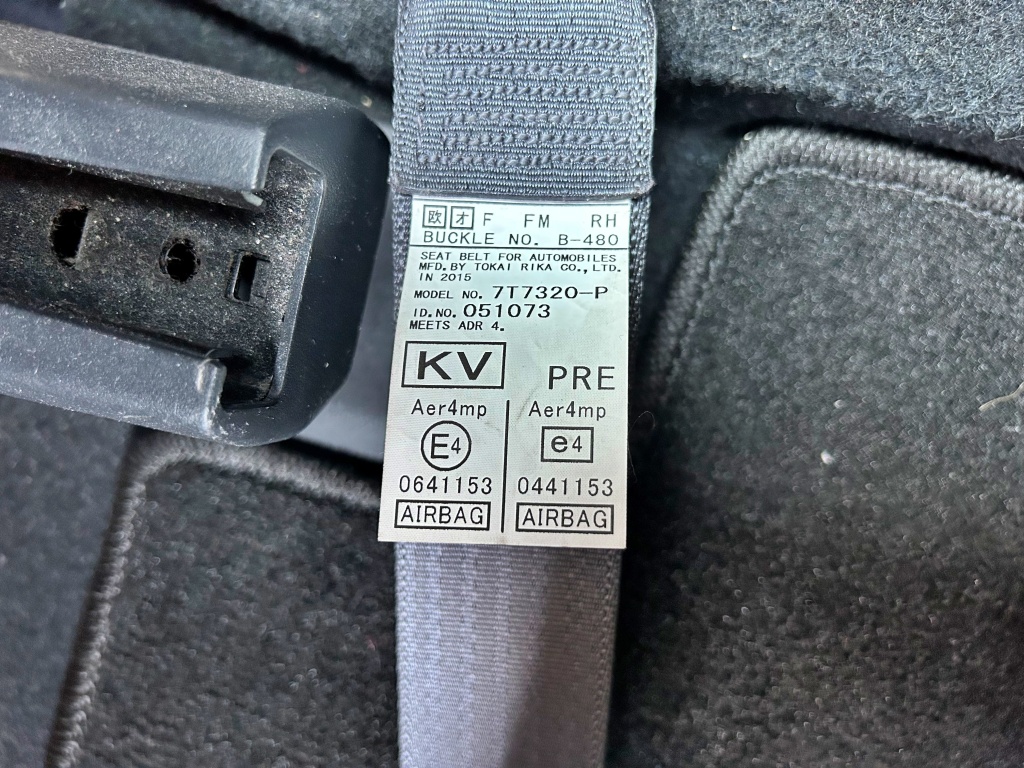 欧 オ F FM RH
BUCKLE NO. B-480
SEAT BELT FOR AUTOMOBILES
MFD. BY TOKAI RIKA CO., LTD.
IN 2015
MODEL NO. 7T7320-P
ID. NO. 051073
MEETS ADR 4.
KV PRE
Aer4mp Aer4mp
E4 e4
0641153 0441153
AIRBAG AIRBAG